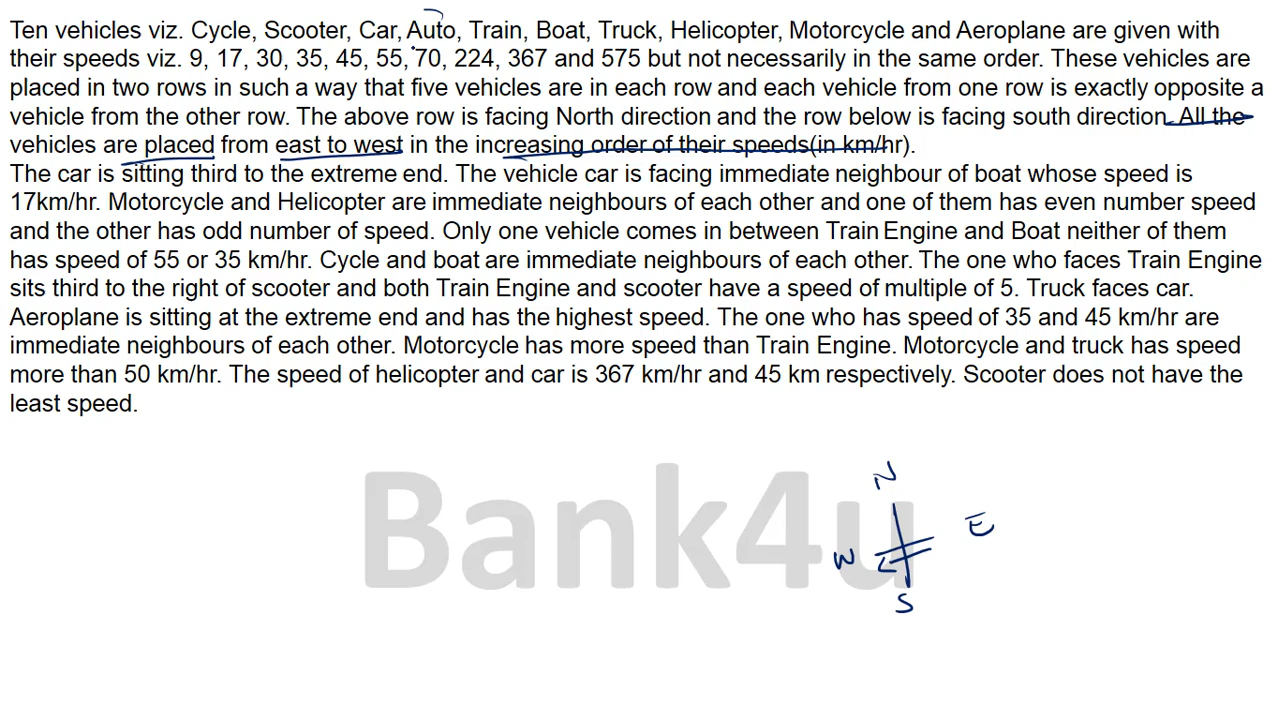 Ten vehicles viz. Cycle, Scooter, Car, Auto, Train, Boat, Truck, Helicopter, Motorcycle and Aeroplane are given with
their speeds viz. 9, 17, 30, 35, 45, 55, 70, 224, 367 and 575 but not necessarily in the same order. These vehicles are
placed in two rows in such a way that five vehicles are in each row and each vehicle from one row is exactly opposite a
vehicle from the other row. The above row is facing North direction and the row below is facing south direction. All the
vehicles are placed from east to west in the increasing order of their speeds(in km/hr).
The car is sitting third to the extreme end. The vehicle car is facing immediate neighbour of boat whose speed is
17km/hr. Motorcycle and Helicopter are immediate neighbours of each other and one of them has even number speed
and the other has odd number of speed. Only one vehicle comes in between Train Engine and Boat neither of them
has speed of 55 or 35 km/hr. Cycle and boat are immediate neighbours of each other. The one who faces Train Engine
sits third to the right of scooter and both Train Engine and scooter have a speed of multiple of 5. Truck faces car.
Aeroplane is sitting at the extreme end and has the highest speed. The one who has speed of 35 and 45 km/hr are
immediate neighbours of each other. Motorcycle has more speed than Train Engine. Motorcycle and truck has speed
more than 50 km/hr. The speed of helicopter and car is 367 km/hr and 45 km respectively. Scooter does not have the
least speed.
Bank4u
N
E
W
S